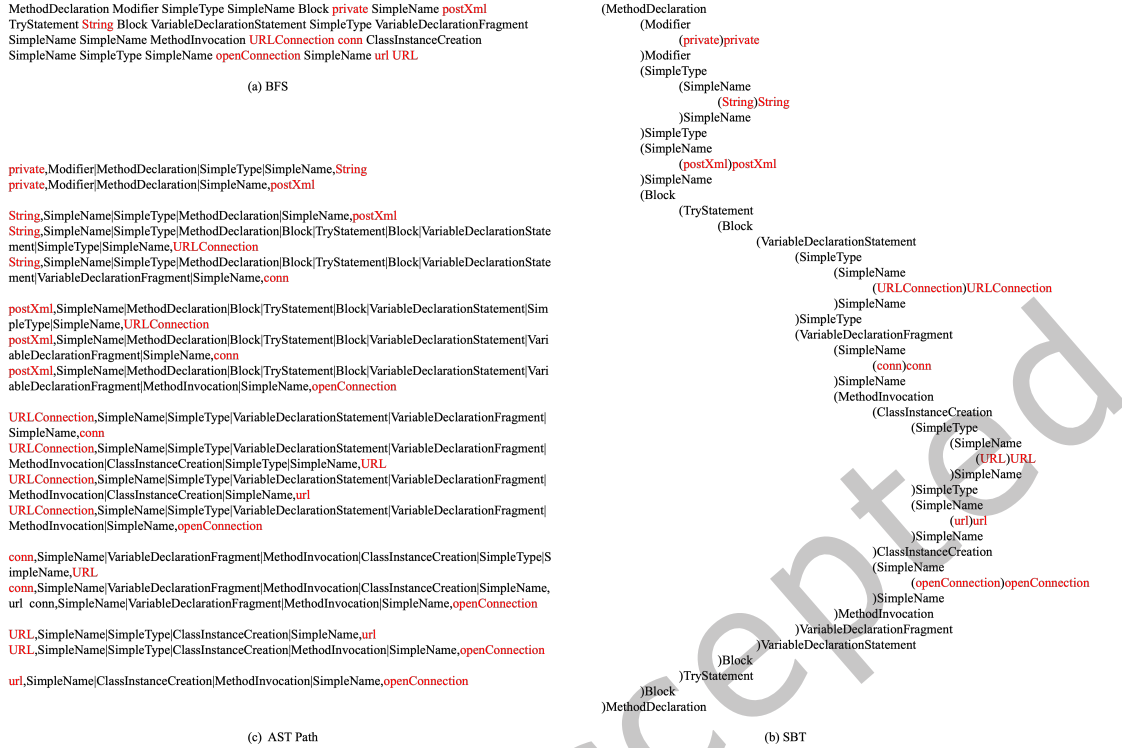 MethodDeclaration Modifier SimpleType SimpleName Block private SimpleName postXml
TryStatement String Block VariableDeclarationStatement SimpleType VariableDeclarationFragment
SimpleName SimpleName MethodInvocation URLConnection conn ClassInstanceCreation
SimpleName SimpleType SimpleName openConnection SimpleName url URL
(a) BFS
private,Modifier|MethodDeclaration|SimpleType|SimpleName,String
private,Modifier|MethodDeclaration|SimpleName,postXml
String,SimpleName|SimpleType|MethodDeclaration|SimpleName,postXml
String,SimpleName|SimpleType|MethodDeclaration|Block|TryStatement|Block|VariableDeclarationState
ment|SimpleType|SimpleName,URLConnection
String,SimpleName|SimpleType|MethodDeclaration|Block|TryStatement|Block|VariableDeclarationState
ment|VariableDeclarationFragment|SimpleName,conn
postXml,SimpleName|MethodDeclaration|Block|TryStatement|Block|VariableDeclarationStatement|Sim
pleType|SimpleName,URLConnection
postXml,SimpleName|MethodDeclaration|Block|TryStatement|Block|VariableDeclarationStatement|Vari
ableDeclarationFragment|SimpleName,conn
postXml,SimpleName|MethodDeclaration|Block|TryStatement|Block|VariableDeclarationStatement|Vari
ableDeclarationFragment|MethodInvocation|SimpleName,openConnection
URLConnection,SimpleName|SimpleType|VariableDeclarationStatement|VariableDeclarationFragment|
SimpleName,conn
URLConnection,SimpleName|SimpleType|VariableDeclarationStatement|VariableDeclarationFragment|
MethodInvocation|ClassInstanceCreation|SimpleType|SimpleName,URL
URLConnection,SimpleName|SimpleType|VariableDeclarationStatement|VariableDeclarationFragment|
MethodInvocation|ClassInstanceCreation|SimpleName,url
URLConnection,SimpleName|SimpleType|VariableDeclarationStatement|VariableDeclarationFragment|
MethodInvocation|SimpleName,openConnection
conn,SimpleName|VariableDeclarationFragment|MethodInvocation|ClassInstanceCreation|SimpleType|S
impleName,URL
conn,SimpleName|VariableDeclarationFragment|MethodInvocation|ClassInstanceCreation|SimpleName,
url conn,SimpleName|VariableDeclarationFragment|MethodInvocation|SimpleName,openConnection
URL,SimpleName|SimpleType|ClassInstanceCreation|SimpleName,url
URL,SimpleName|SimpleType|ClassInstanceCreation|MethodInvocation|SimpleName,openConnection
url,SimpleName|ClassInstanceCreation|MethodInvocation|SimpleName,openConnection
(c) AST Path
(MethodDeclaration
(Modifier
(private)private
)Modifier
(SimpleType
(SimpleName
(String)String
)SimpleName
)SimpleType
(SimpleName
(postXml)postXml
)SimpleName
(Block
(TryStatement
(Block
(VariableDeclarationStatement
(SimpleType
(SimpleName
(URLConnection)URLConnection
)SimpleName
)SimpleType
(VariableDeclarationFragment
(SimpleName
(conn)conn
)SimpleName
(MethodInvocation
(ClassInstanceCreation
(SimpleType
(SimpleName
(URL)URL
)SimpleName
)SimpleType
(SimpleName
(url)url
)SimpleName
)ClassInstanceCreation
(SimpleName
(openConnection)openConnection
)SimpleName
)MethodInvocation
)VariableDeclarationFragment
)VariableDeclarationStatement
)Block
)TryStatement
)Block
)MethodDeclaration
(b) SBT
cepted